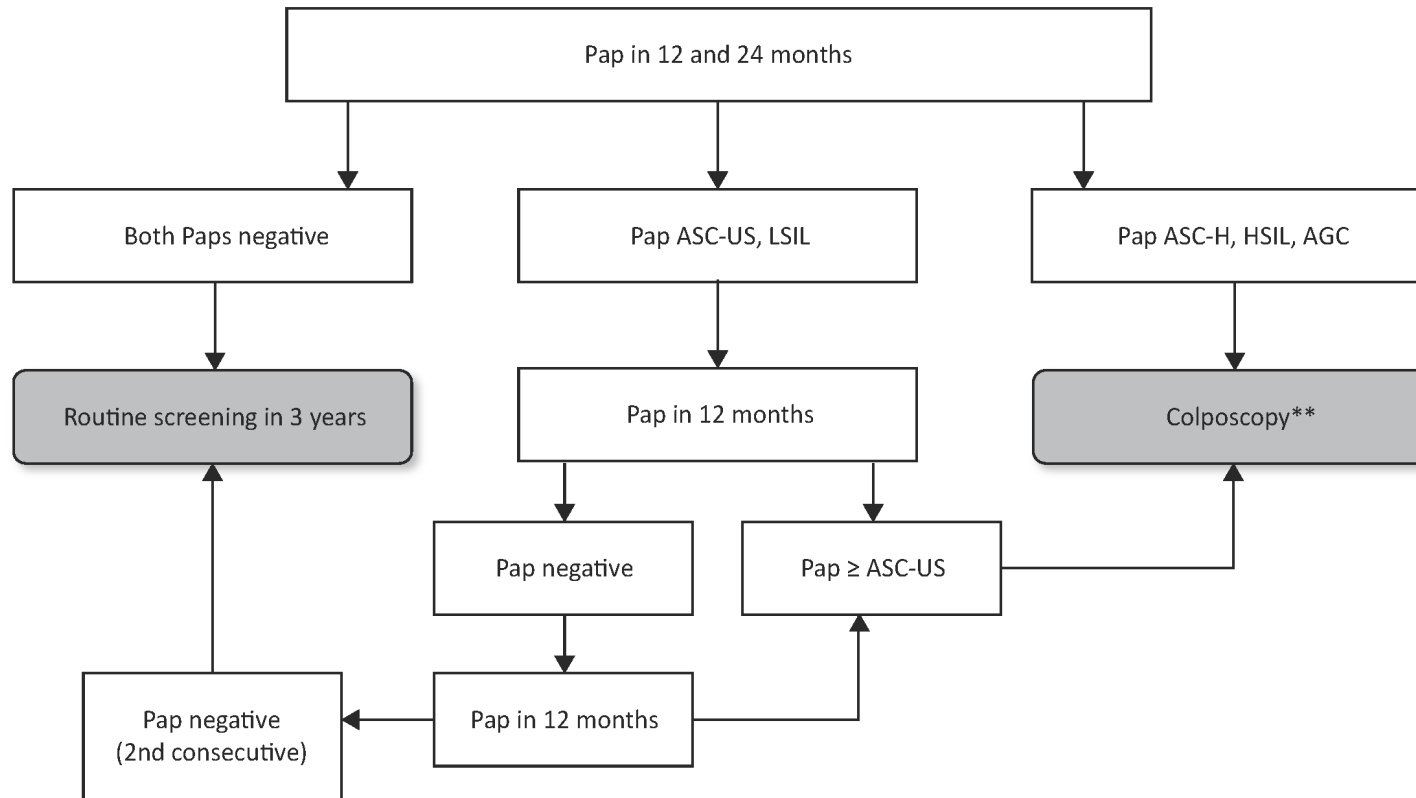 Pap in 12 and 24 months
Both Paps negative
Pap ASC-US, LSIL
Pap ASC-H, HSIL, AGC
Routine screening in 3 years
Pap in 12 months
Colposcopy**
Pap negative
Pap ≥ ASC-US
Pap negative
(2nd consecutive)
Pap in 12 months